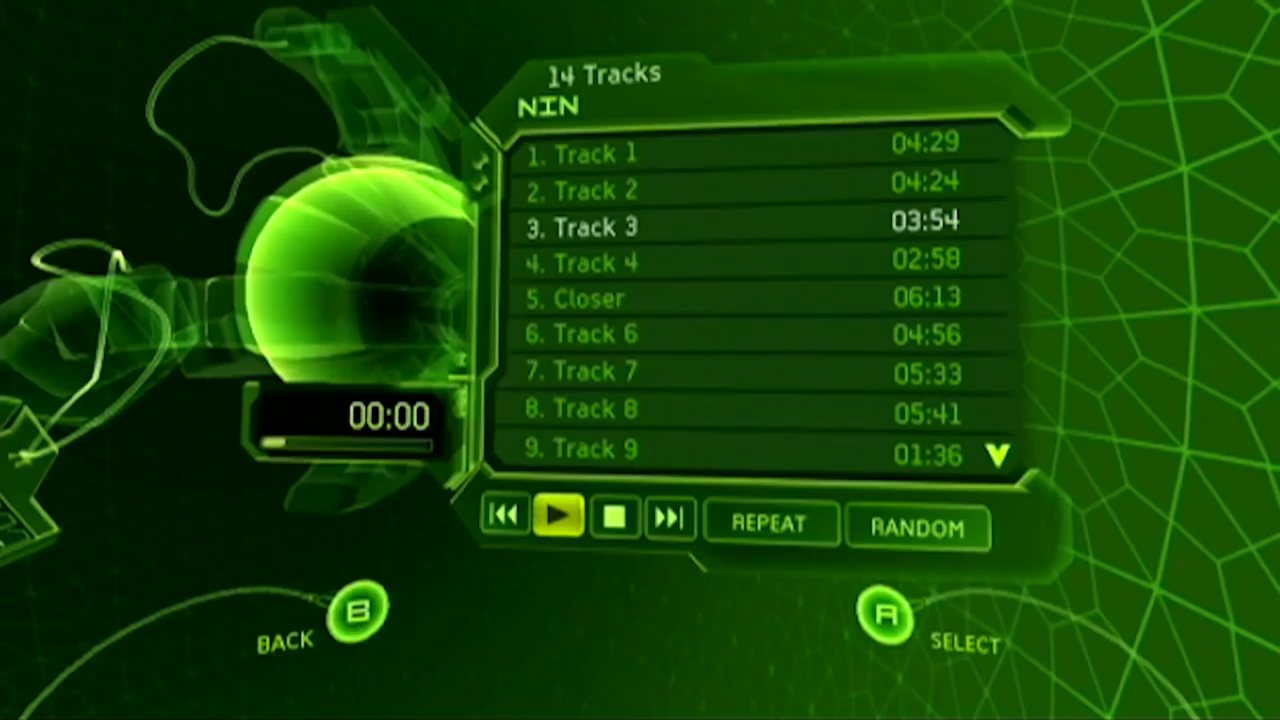 14 Tracks
NIN
1. Track 1 04:29
2. Track 2 04:24
3. Track 3 03:54
4. Track 4 02:58
5. Closer 06:13
6. Track 6 04:56
7. Track 7 05:33
8. Track 8 05:41
9. Track 9 01:36
00:00
REPEAT RANDOM
B A
BACK SELECT